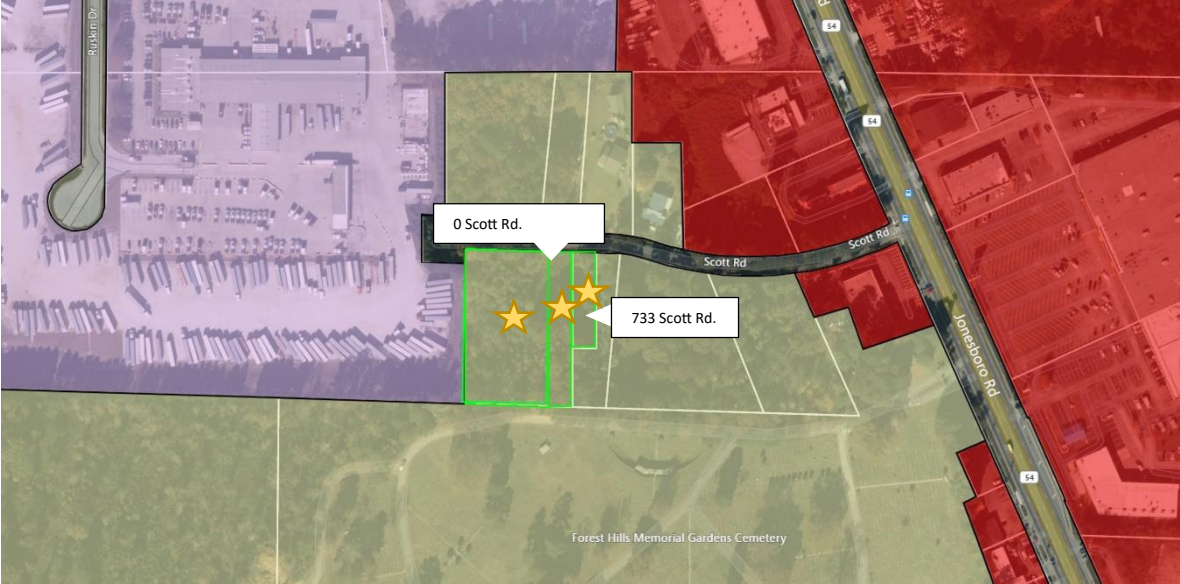 Ruskin Dr
54
d
54
0 Scott Rd.
Scott Rd
Scott Rd
733 Scott Rd.
Jonesboro Rd
54
Forest Hills Memorial Gardens Cemetery